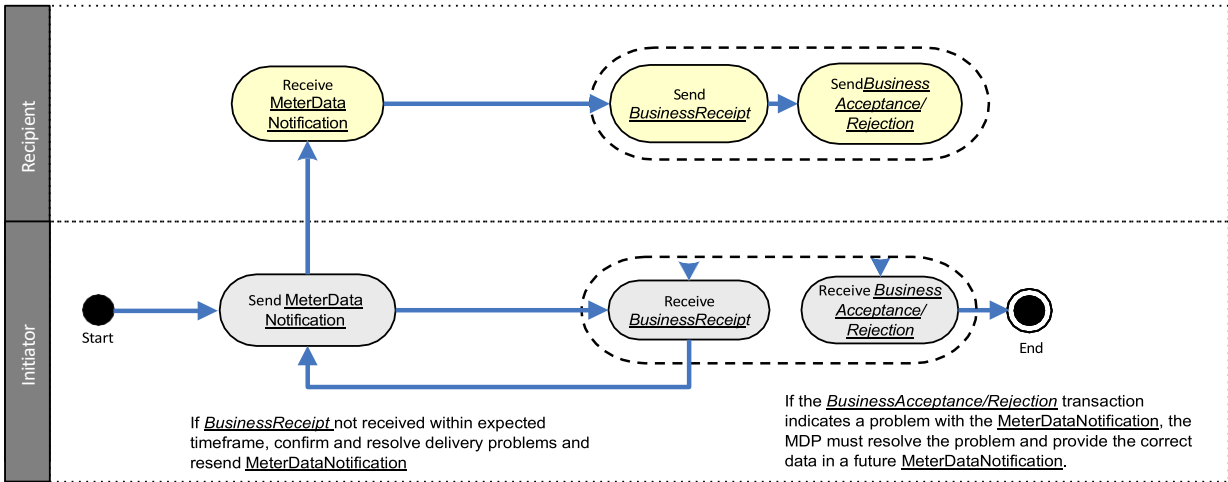 Recipient
Receive
MeterData
Notification
Send
BusinessReceipt
SendBusiness
Acceptance/
Rejection
Initiator
Start
Send MeterData
Notification
Receive
BusinessReceipt
Receive Business
Acceptance/
Rejection
End
If BusinessReceipt not received within expected
timeframe, confirm and resolve delivery problems and
resend MeterDataNotification
If the BusinessAcceptance/Rejection transaction
indicates a problem with the MeterDataNotification, the
MDP must resolve the problem and provide the correct
data in a future MeterDataNotification.